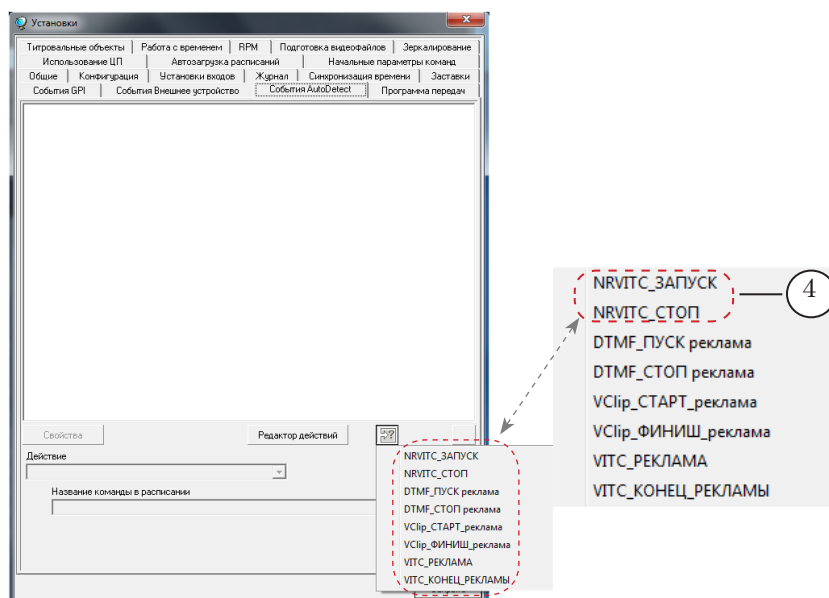 Установки
Титровальные объекты Работа с временем RPM Подготовка видеофайлов Зеркалирование
Использование ЦП Автозагрузка расписаний Начальные параметры команд
Общие Конфигурация Установки входов Журнал Синхронизация времени Заставки
События GPI События Внешнее устройство События AutoDetect Программа передач
Свойства Редактор действий
Действие
Название команды в расписании
NRVITC_ЗАПУСК
NRVITC_СТОП
DTMF_ПУСК реклама
DTMF_СТОП реклама
VClip_СТАРТ_реклама
VClip_ФИНИШ_реклама
VITC_РЕКЛАМА
VITC_КОНЕЦ_РЕКЛАМЫ
NRVITC_ЗАПУСК
NRVITC_СТОП
DTMF_ПУСК реклама
DTMF_СТОП реклама
VClip_СТАРТ_реклама
VClip_ФИНИШ_реклама
VITC_РЕКЛАМА
VITC_КОНЕЦ_РЕКЛАМЫ
4